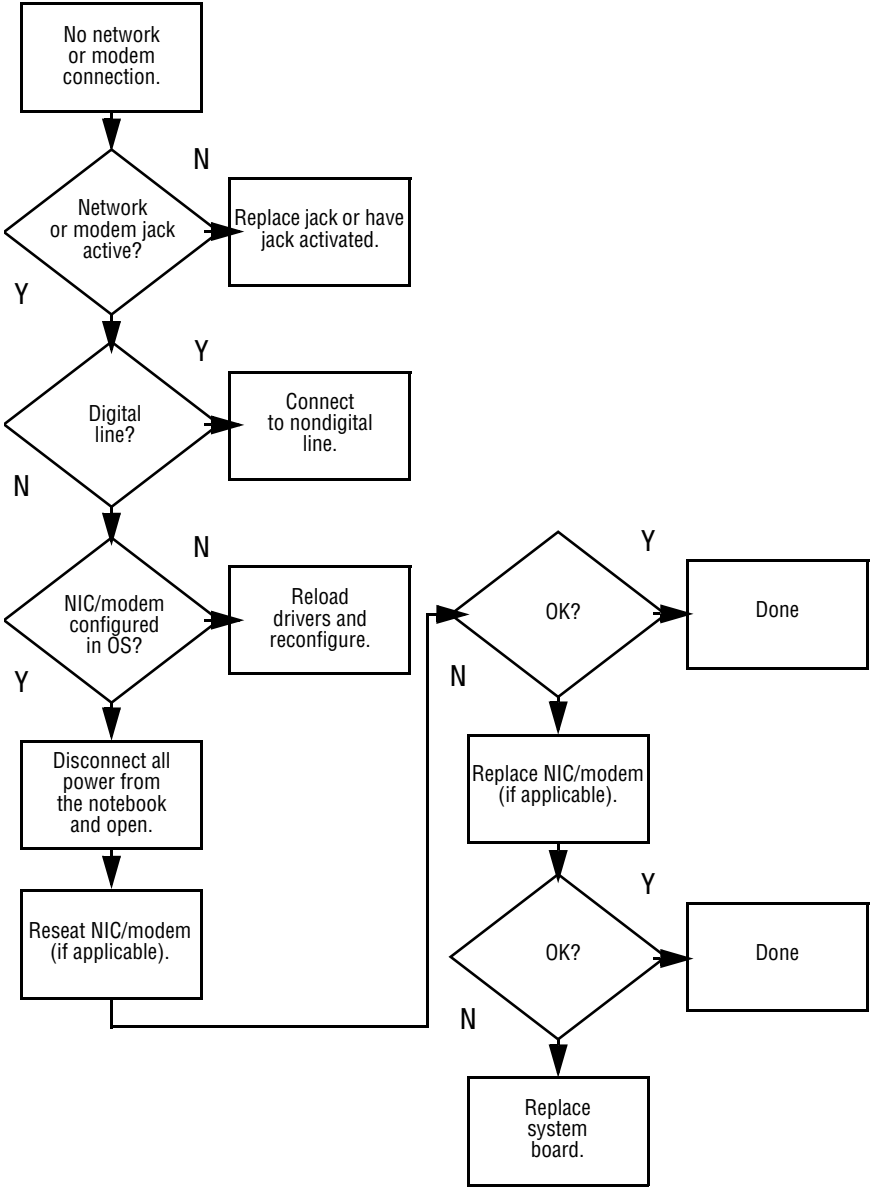 No network
or modem
connection.
N
Network
or modem jack
active?
Replace jack or have
jack activated.
Y
Y
Digital
line?
Connect
to nondigital
line.
N
N
NIC/modem
configured
in OS?
Reload
drivers and
reconfigure.
Y
Disconnect all
power from
the notebook
and open.
Reseat NIC/modem
(if applicable).
Y
OK?
Done
N
Replace NIC/modem
(if applicable).
Y
OK?
Done
N
Replace
system
board.